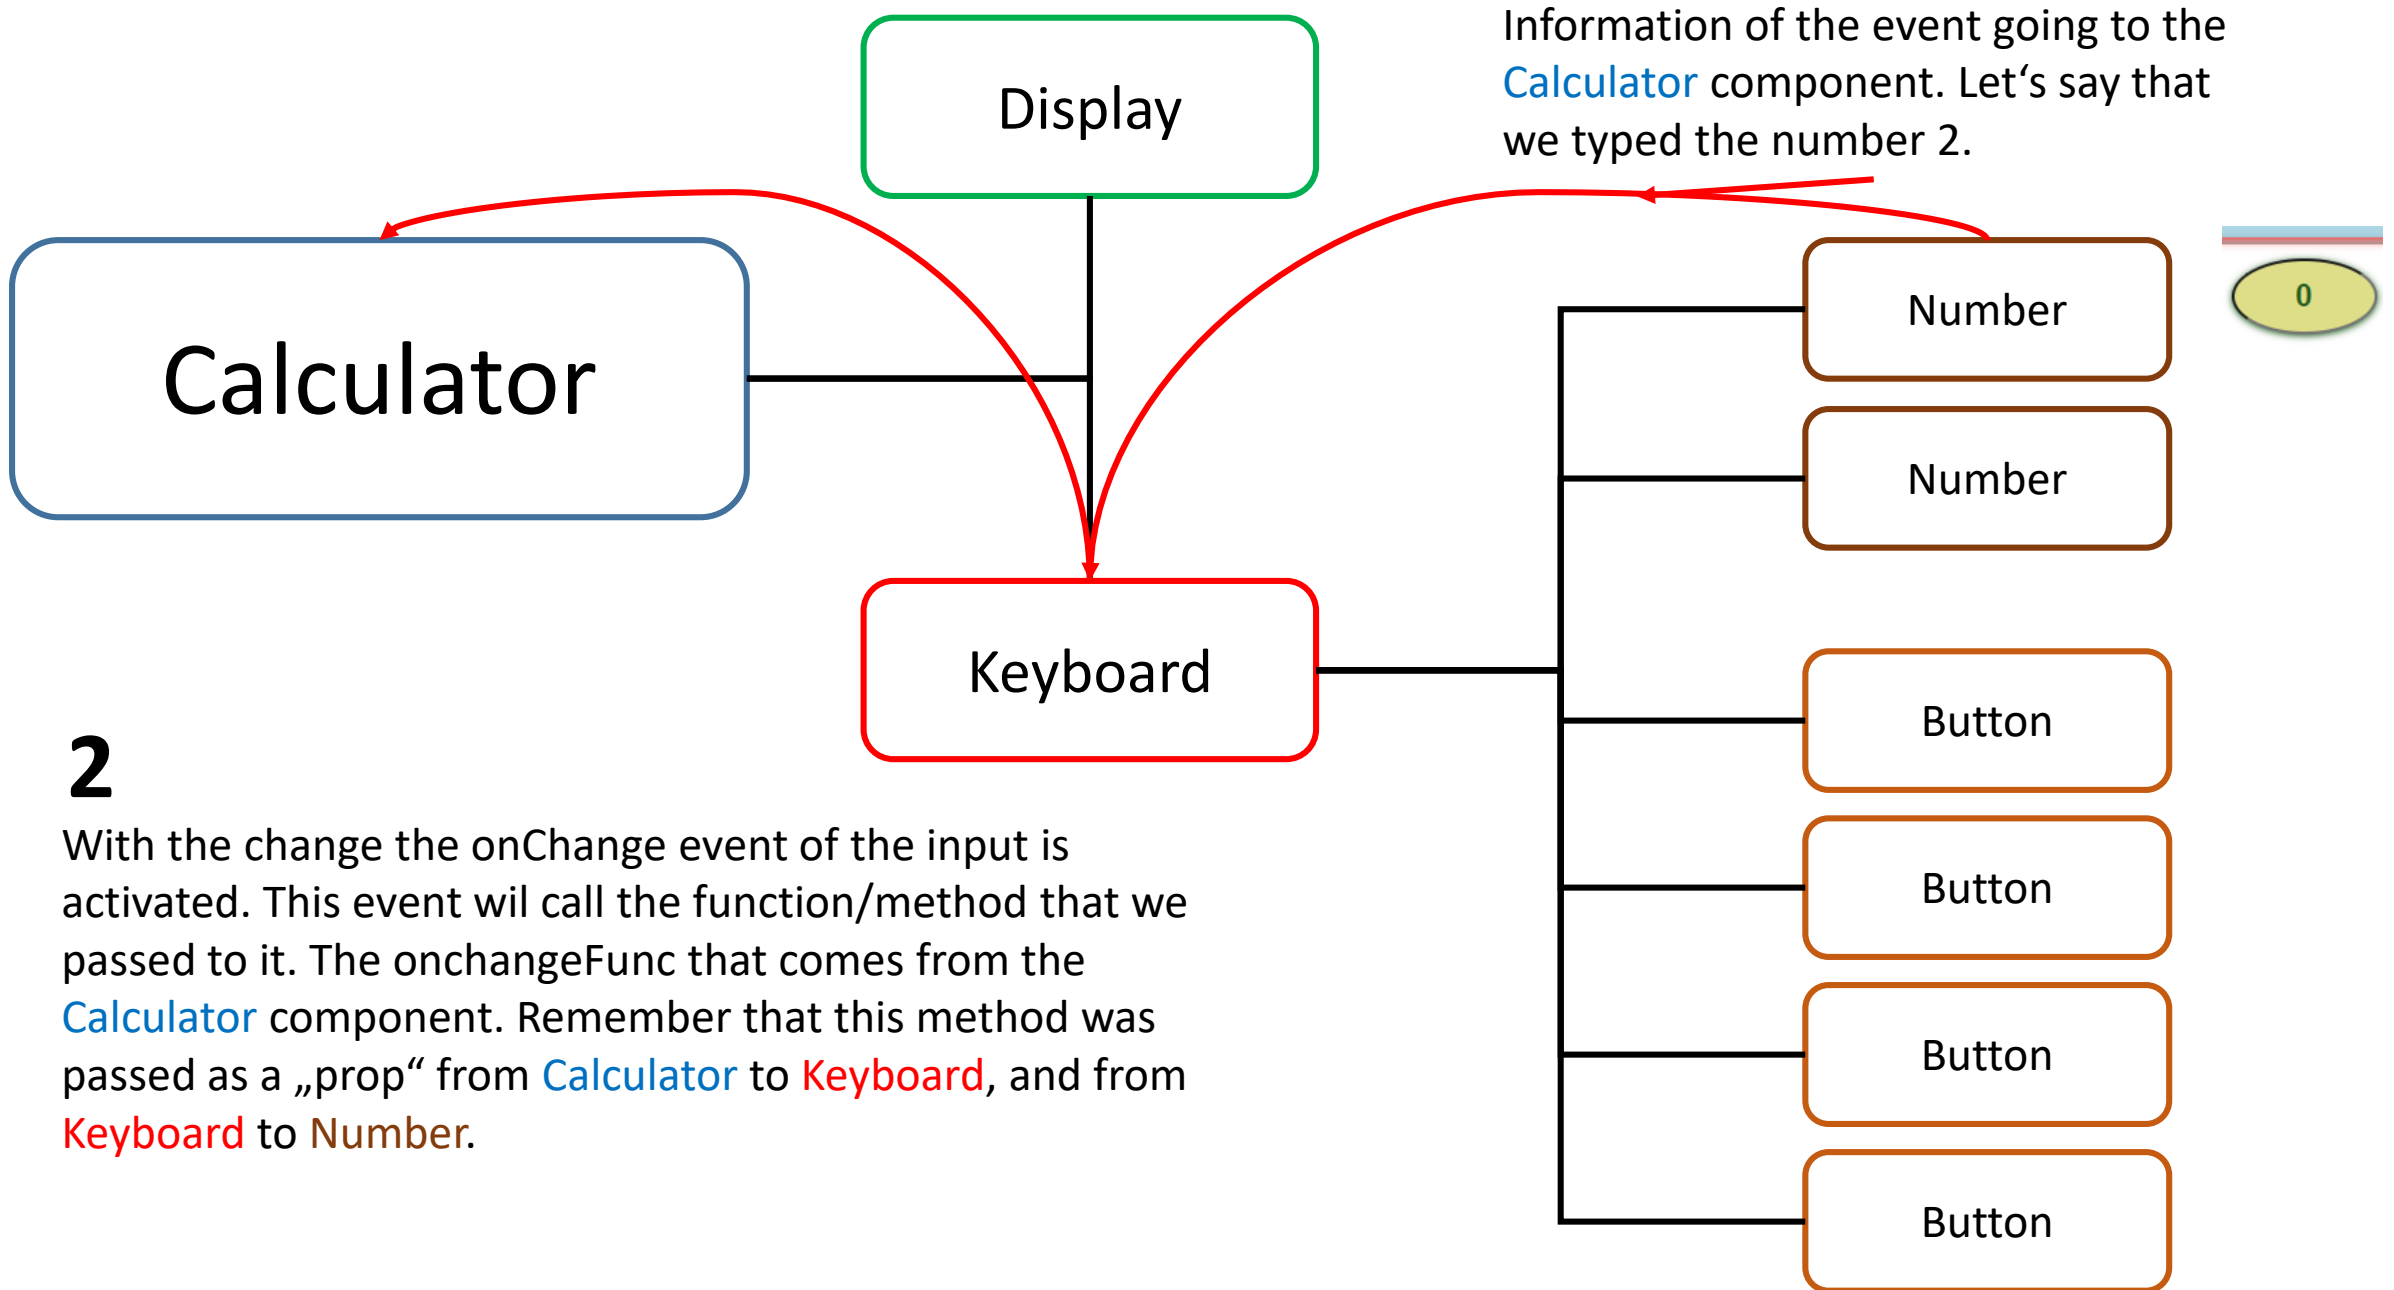 Information of the event going to the
Calculator component. Let‘s say that
we typed the number 2.
Display
Calculator
Keyboard
Number
0
Number
Button
Button
Button
Button
2
With the change the onChange event of the input is
activated. This event wil call the function/method that we
passed to it. The onchangeFunc that comes from the
Calculator component. Remember that this method was
passed as a „prop“ from Calculator to Keyboard, and from
Keyboard to Number.